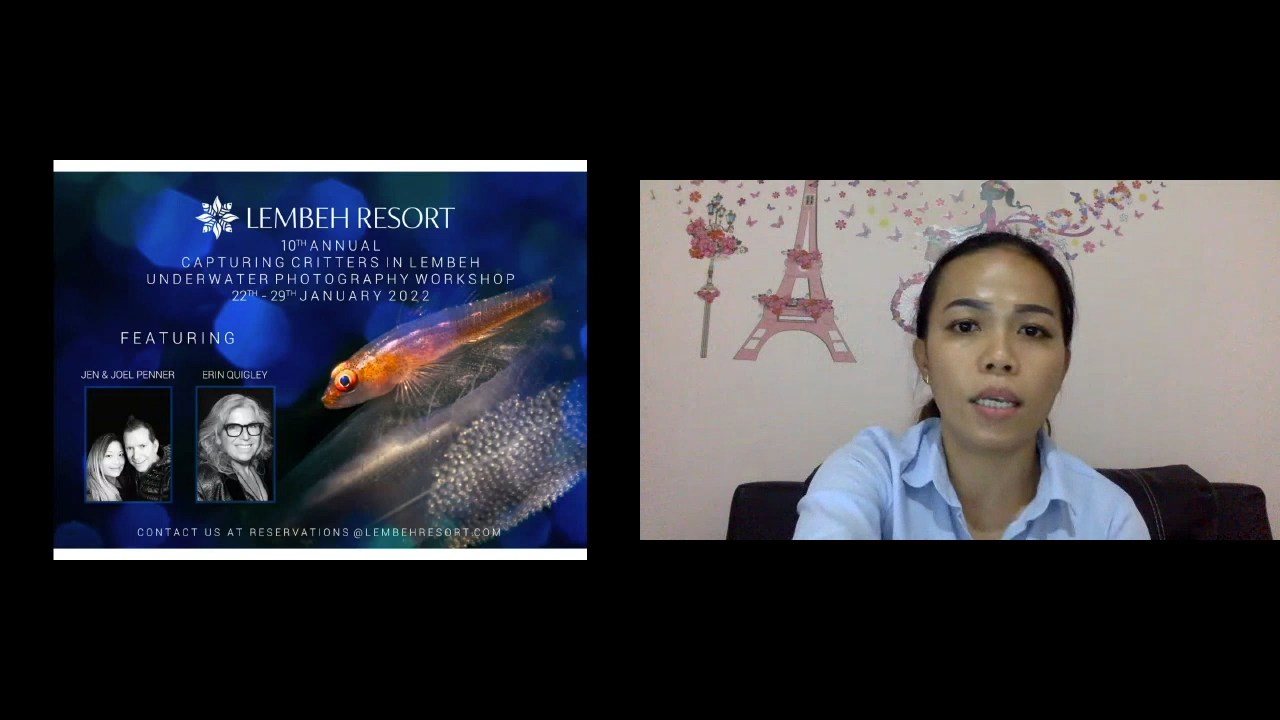 LEMBEH RESORT
10TH ANNUAL
CAPTURING CRITTERS IN LEMBEH
UNDERWATER PHOTOGRAPHY WORKSHOP
22TH - 29TH JANUARY 2022
FEATURING
JEN & JOEL PENNER
ERIN QUIGLEY
CONTACT US AT RESERVATIONS@LEMBEHRESORT.COM